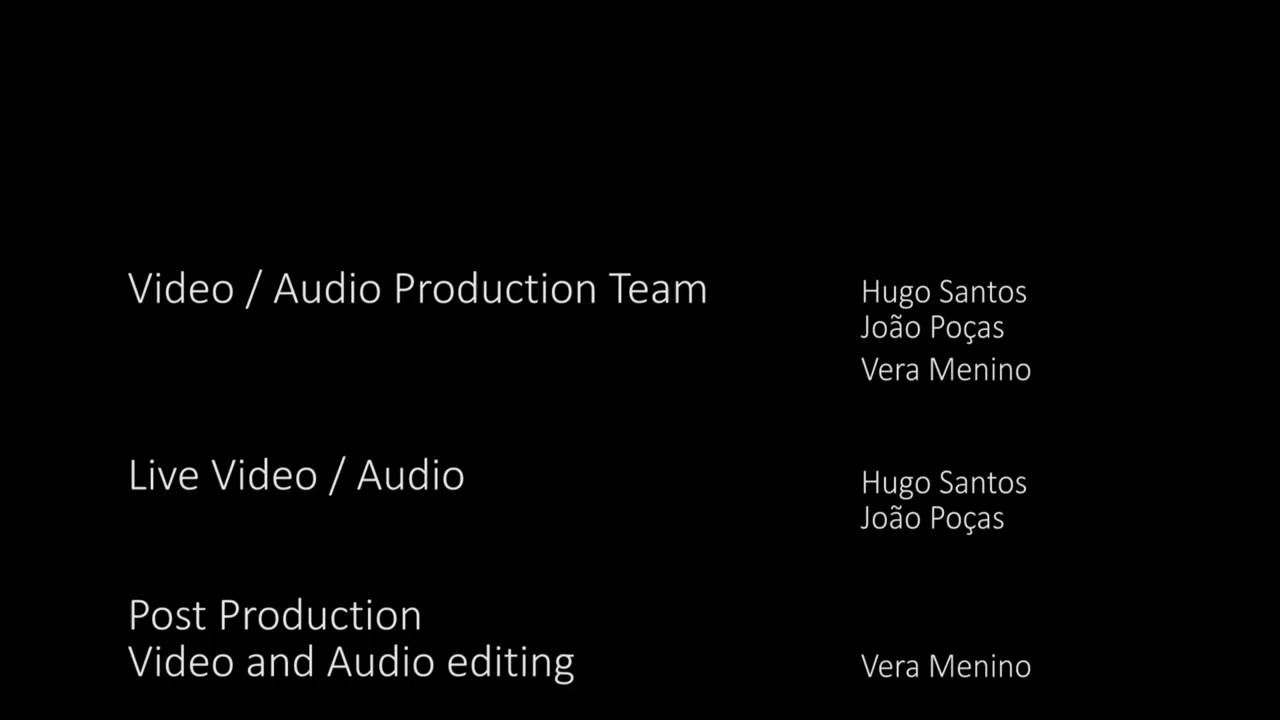 Video / Audio Production Team
Hugo Santos
João Poças
Vera Menino
Live Video / Audio
Hugo Santos
João Poças
Post Production
Video and Audio editing
Vera Menino